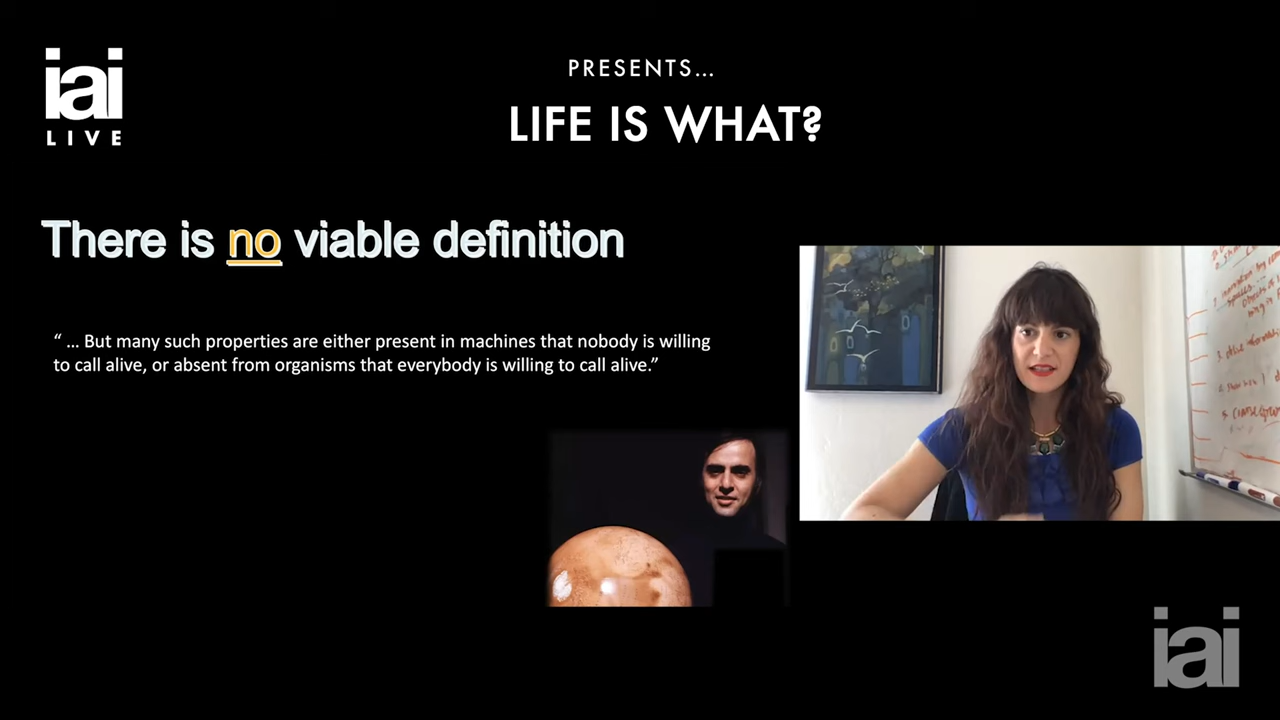 iai
LIVE
PRESENTS...
LIFE IS WHAT?
There is no viable definition
“ ... But many such properties are either present in machines that nobody is willing
to call alive, or absent from organisms that everybody is willing to call alive.”
iai